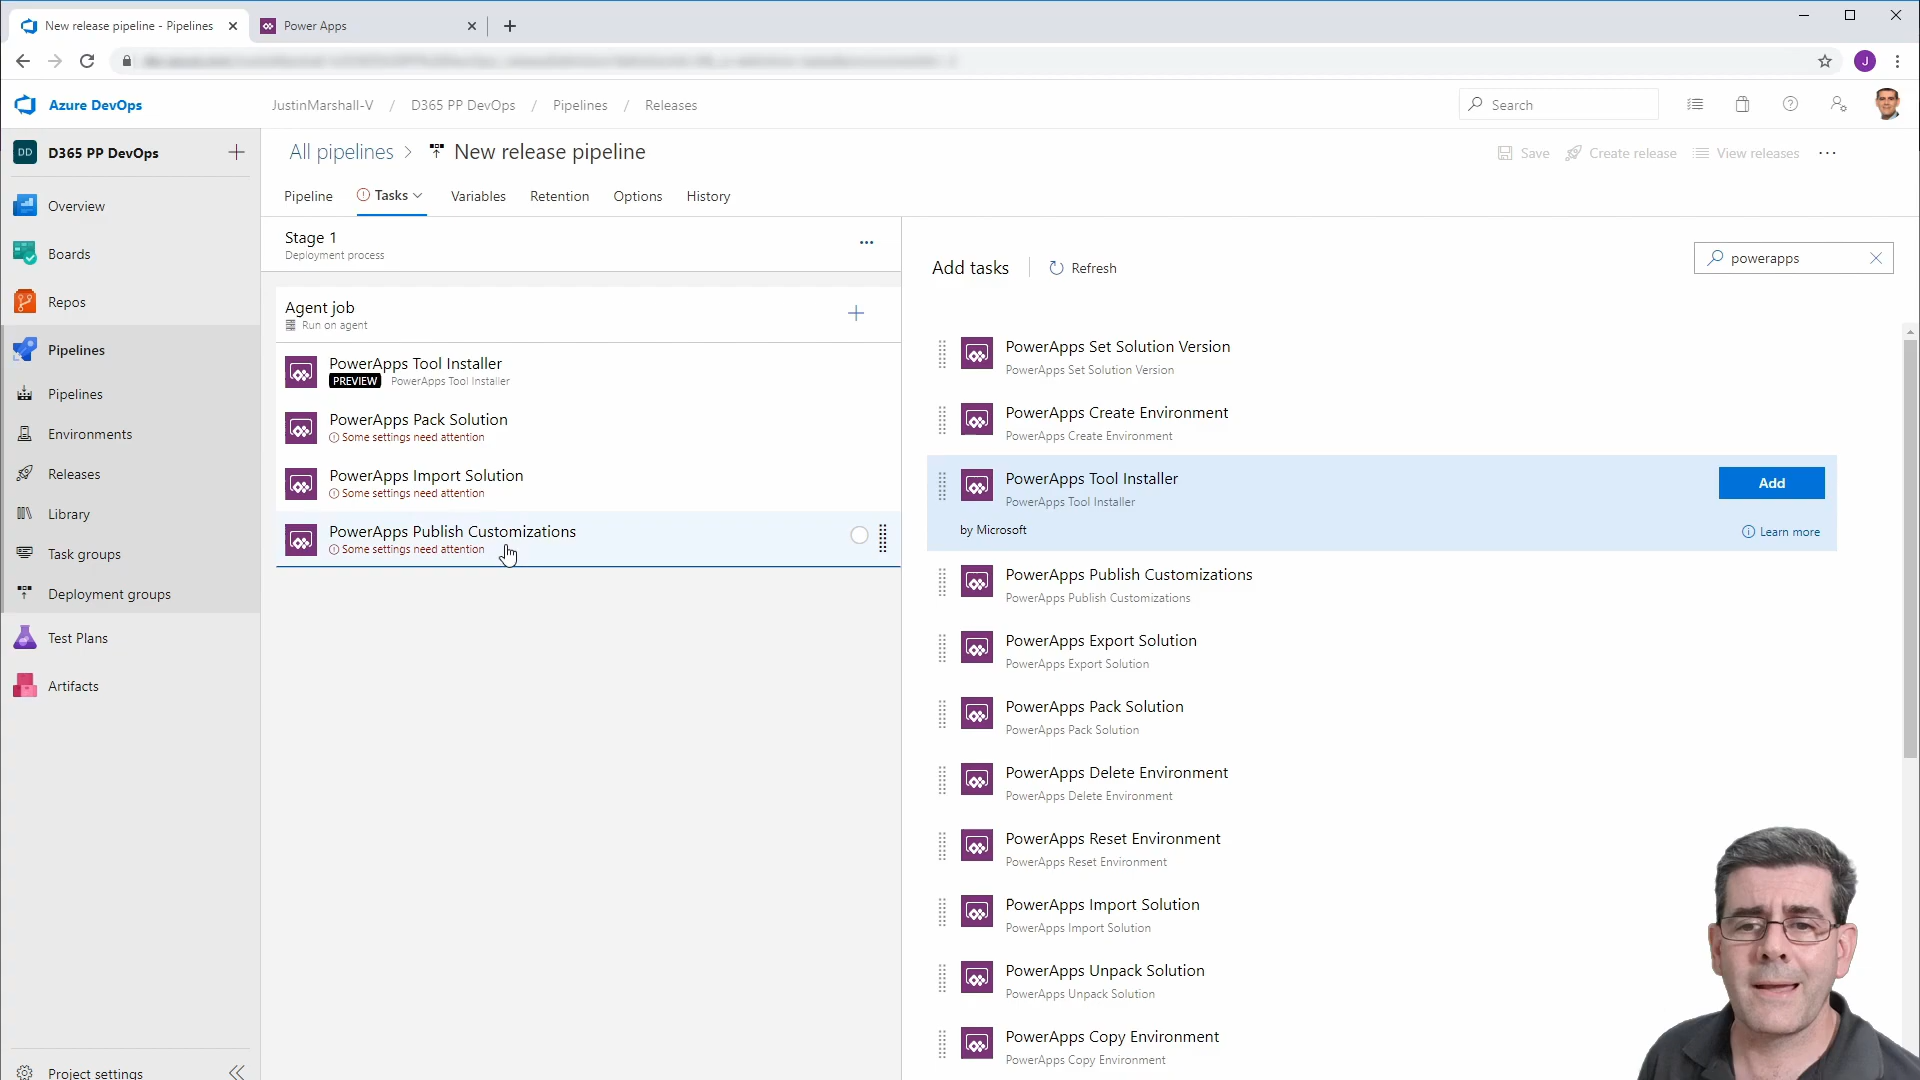 New release pipeline - Pipelines
Power Apps
J
Azure DevOps
JustinMarshall-V / D365 PP DevOps / Pipelines / Releases
Search
DD
D365 PP DevOps
All pipelines > New release pipeline
Save
Create release
View releases
Pipeline
Tasks
Variables
Retention
Options
History
Overview
Boards
Repos
Pipelines
Pipelines
Environments
Releases
Library
Task groups
Deployment groups
Test Plans
Artifacts
Project settings
Stage 1
Deployment process
Agent job
Run on agent
PowerApps Tool Installer
PREVIEW PowerApps Tool Installer
PowerApps Pack Solution
Some settings need attention
PowerApps Import Solution
Some settings need attention
PowerApps Publish Customizations
Some settings need attention
Add tasks
Refresh
powerapps
PowerApps Set Solution Version
PowerApps Set Solution Version
PowerApps Create Environment
PowerApps Create Environment
PowerApps Tool Installer
PowerApps Tool Installer
Add
by Microsoft
Learn more
PowerApps Publish Customizations
PowerApps Publish Customizations
PowerApps Export Solution
PowerApps Export Solution
PowerApps Pack Solution
PowerApps Pack Solution
PowerApps Delete Environment
PowerApps Delete Environment
PowerApps Reset Environment
PowerApps Reset Environment
PowerApps Import Solution
PowerApps Import Solution
PowerApps Unpack Solution
PowerApps Unpack Solution
PowerApps Copy Environment
PowerApps Copy Environment